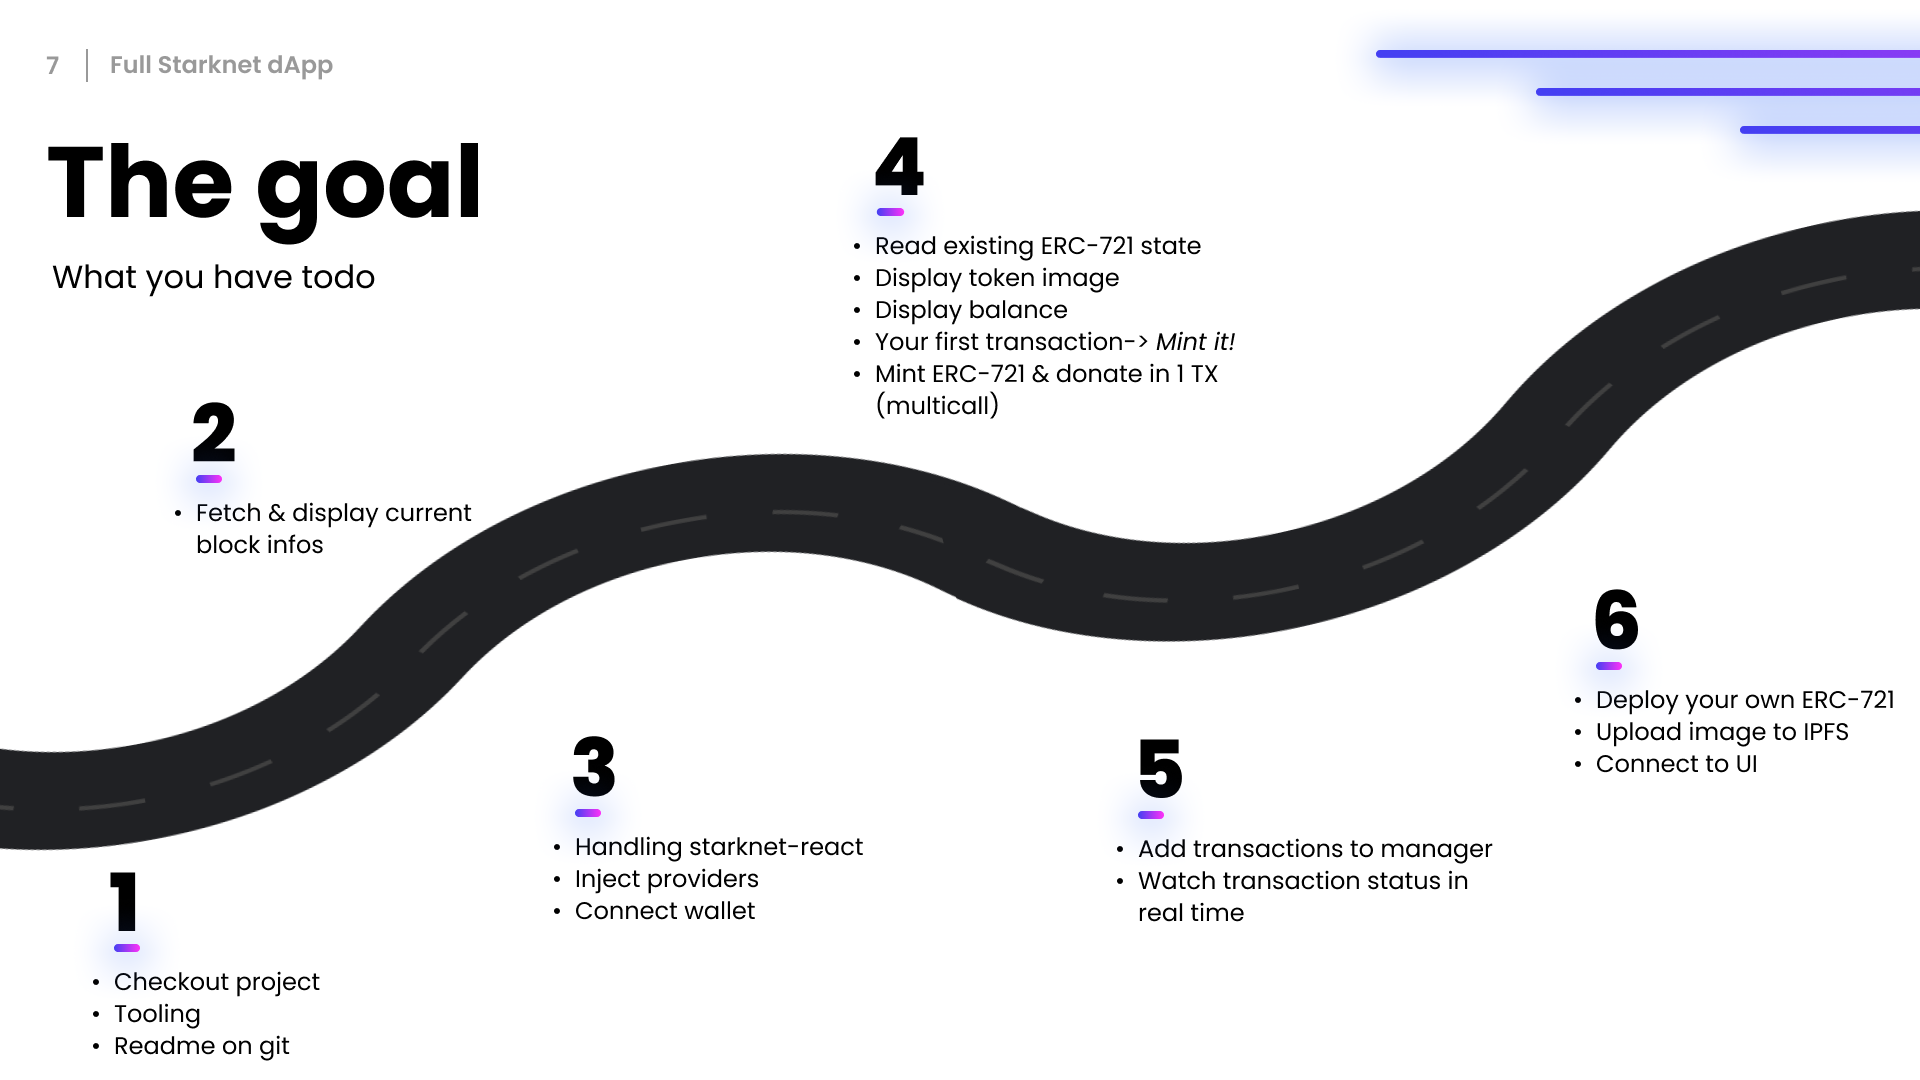 7 | Full Starknet dApp
The goal
What you have todo
1
• Checkout project
• Tooling
• Readme on git
2
• Fetch & display current
block infos
3
• Handling starknet-react
• Inject providers
• Connect wallet
4
• Read existing ERC-721 state
• Display token image
• Display balance
• Your first transaction-> Mint it!
• Mint ERC-721 & donate in 1 TX
(multicall)
5
• Add transactions to manager
• Watch transaction status in
real time
6
• Deploy your own ERC-721
• Upload image to IPFS
• Connect to UI